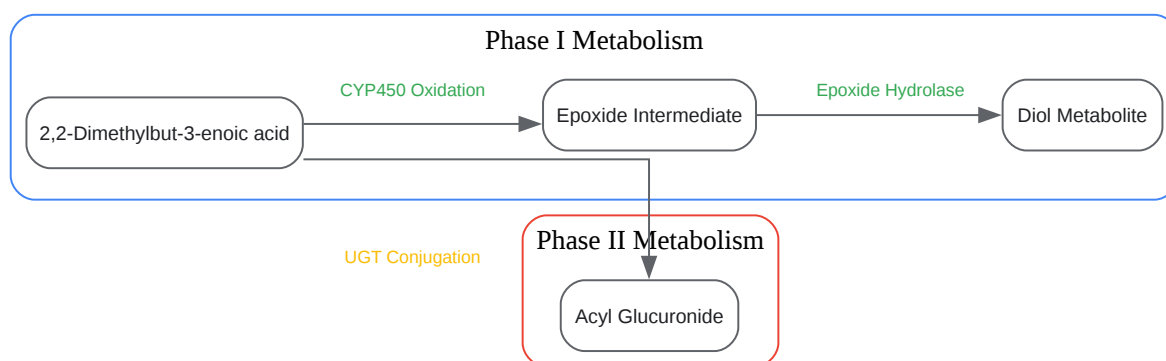 Phase I Metabolism
CYP450 Oxidation
Epoxide Hydrolase
2,2-Dimethylbut-3-enoic acid
Epoxide Intermediate
Diol Metabolite
Phase II Metabolism
UGT Conjugation
Acyl Glucuronide